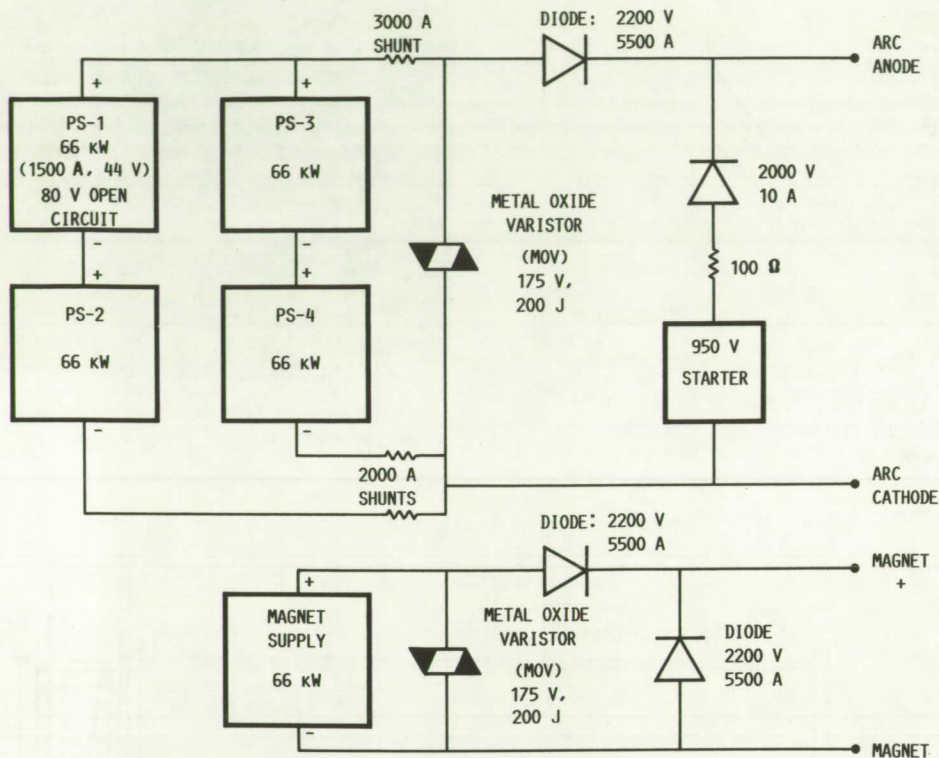 3000 A
SHUNT
DIODE: 2200 V
5500 A
ARC
ANODE
+
+
PS-1
66 KW
(1500 A, 44 V)
80 V OPEN
CIRCUIT
-
PS-3
66 KW
-
METAL OXIDE
VARISTOR
(MOV)
175 V,
200 J
2000 V
10 A
100 Ω
950 V
STARTER
+
PS-2
66 KW
-
+
PS-4
66 KW
-
2000 A
SHUNTS
ARC
CATHODE
DIODE: 2200 V
5500 A
MAGNET
+
+
MAGNET
SUPPLY
66 KW
-
METAL OXIDE
VARISTOR
(MOV)
175 V,
200 J
DIODE
2200 V
5500 A
MAGNET